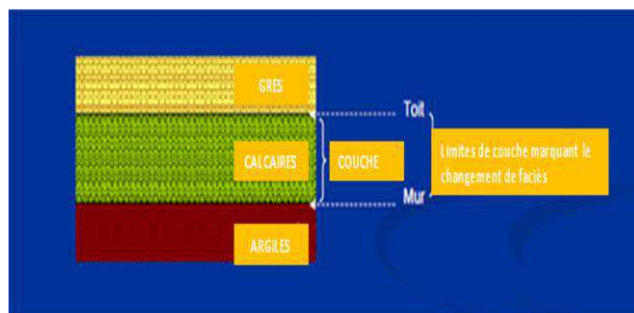 GRES
Toit
CALCAIRES
COUCHE
Limites de couche marquant le
changement de faciès
Mur
ARGILES